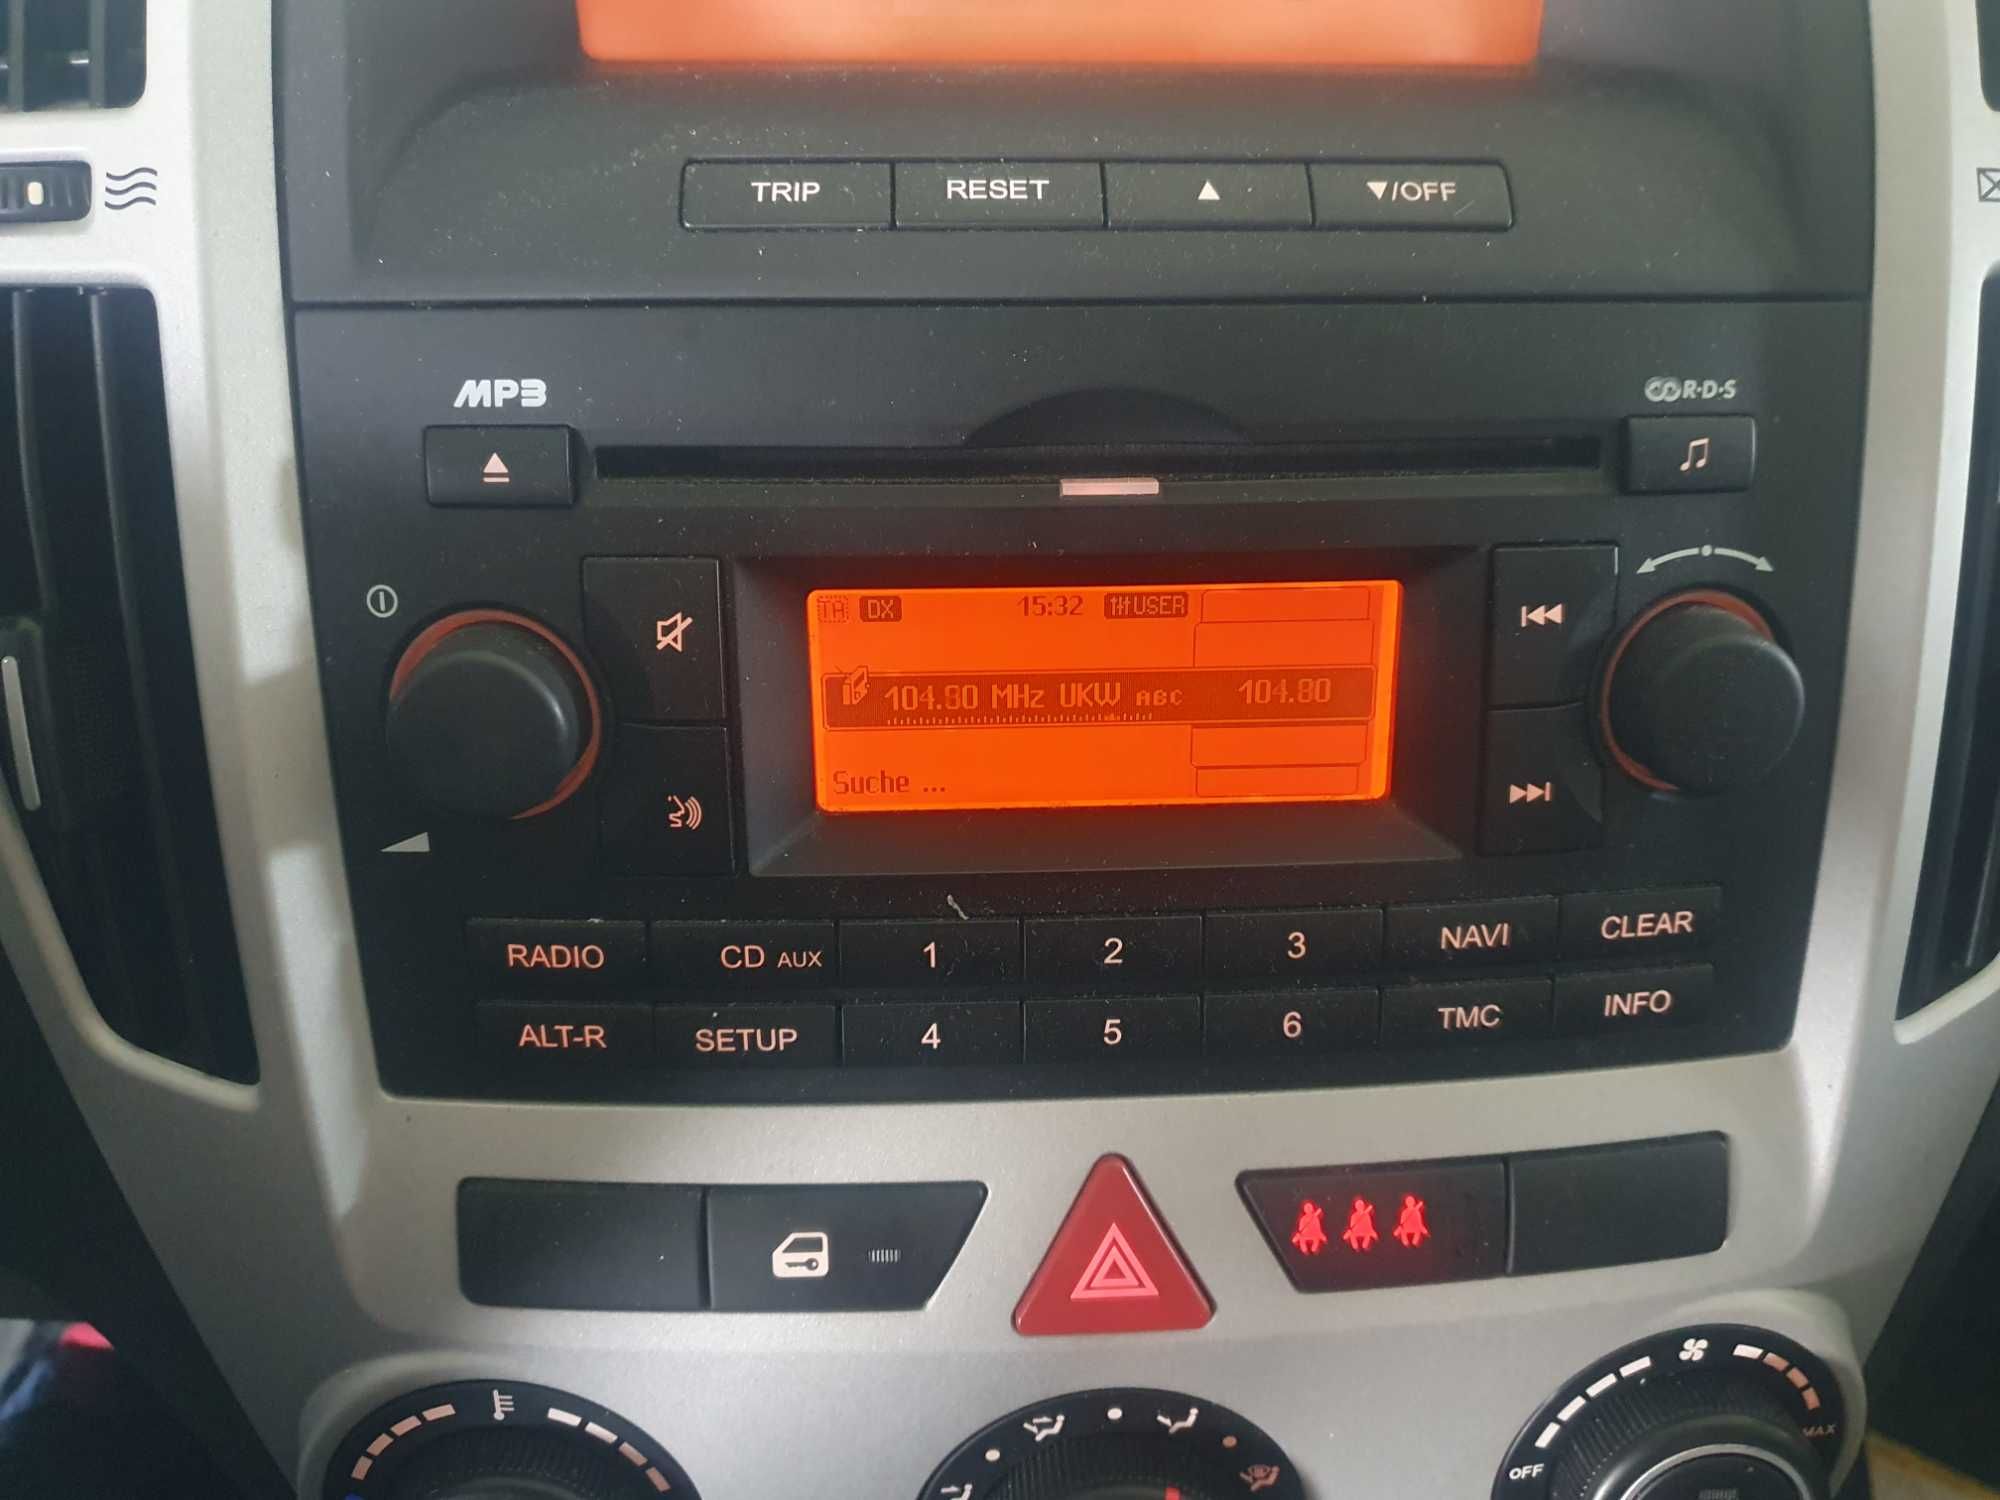 TRIP RESET ▲ ▼/OFF
MP3
R·D·S
TA DX 15:32 USER
104.80 MHz UKW ABC 104.80
Suche ...
RADIO CD AUX 1 2 3 NAVI CLEAR
ALT-R SETUP 4 5 6 TMC INFO
MAX
OFF